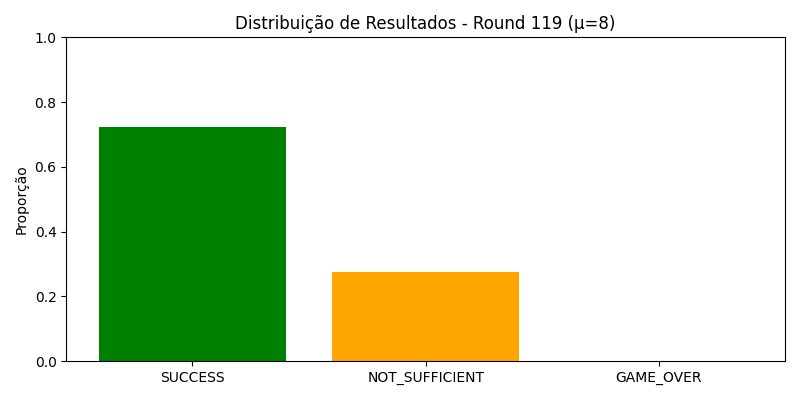 Distribuição de Resultados - Round 119 (μ=8)
Proporção
1.0
0.8
0.6
0.4
0.2
0.0
SUCCESS
NOT_SUFFICIENT
GAME_OVER